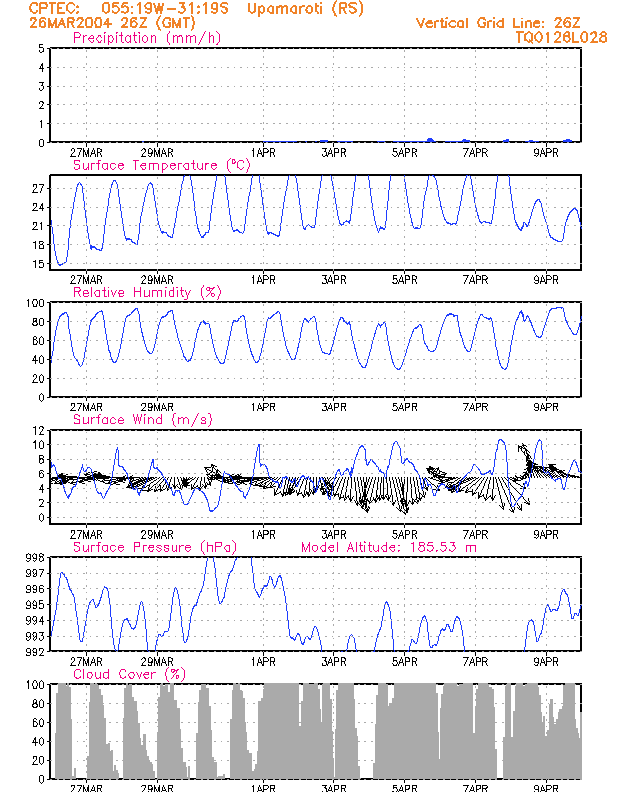 CPTEC: 055:19W-31:19S Upamaroti (RS)
26MAR2004 26Z (GMT) Vertical Grid Line: 26Z
Precipitation (mm/h) TQ0126L028
5
4
3
2
1
0
27MAR 29MAR 1APR 3APR 5APR 7APR 9APR
Surface Temperature (°C)
27
24
21
18
15
27MAR 29MAR 1APR 3APR 5APR 7APR 9APR
Relative Humidity (%)
100
80
60
40
20
0
27MAR 29MAR 1APR 3APR 5APR 7APR 9APR
Surface Wind (m/s)
12
10
8
6
4
2
0
27MAR 29MAR 1APR 3APR 5APR 7APR 9APR
Surface Pressure (hPa) Model Altitude: 185.53 m
998
997
996
995
994
993
992
27MAR 29MAR 1APR 3APR 5APR 7APR 9APR
Cloud Cover (%)
100
80
60
40
20
0
27MAR 29MAR 1APR 3APR 5APR 7APR 9APR